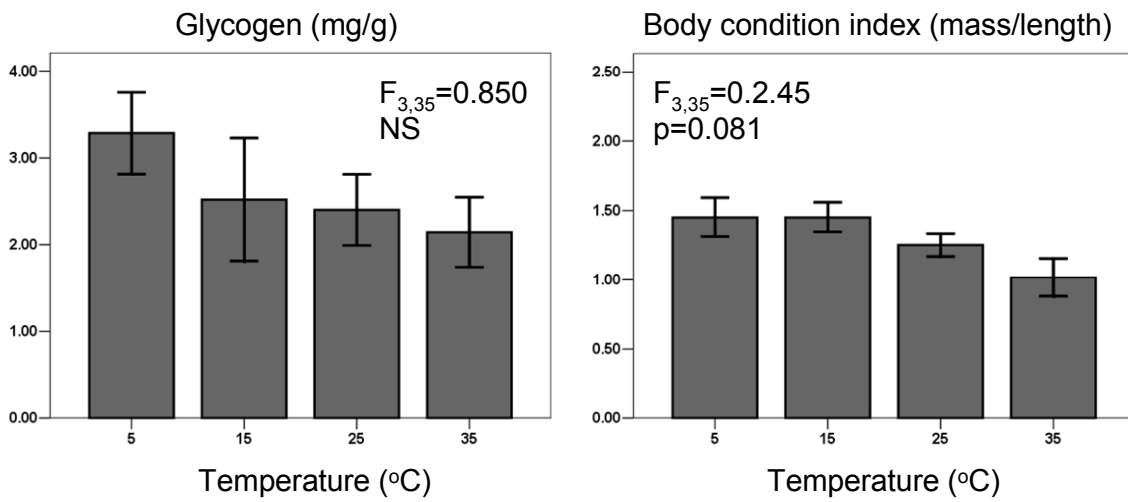 Glycogen (mg/g)
4.00
3.00
2.00
1.00
0.00
F3,35=0.850
NS
5 15 25 35
Temperature (oC)
Body condition index (mass/length)
2.50
2.00
1.50
1.00
0.50
0.00
F3,35=0.2.45
p=0.081
5 15 25 35
Temperature (oC)